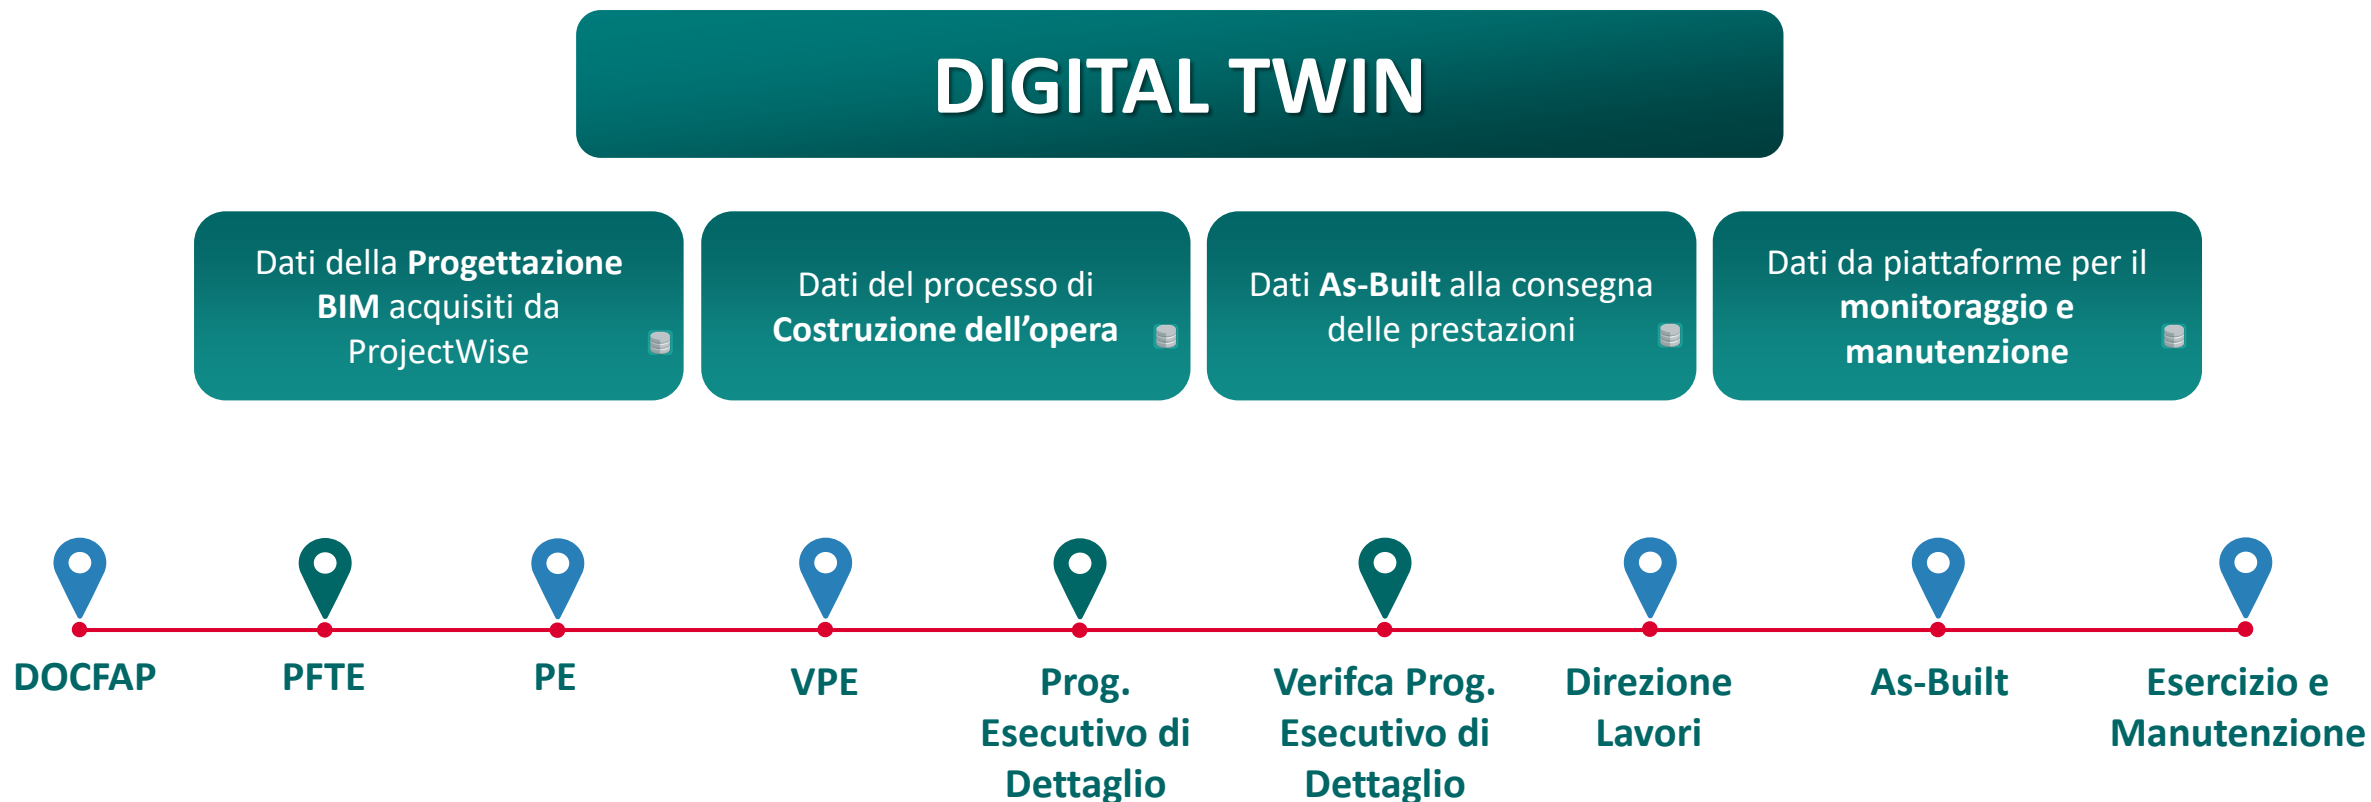 DIGITAL TWIN
Dati della Progettazione
BIM acquisiti da
ProjectWise
Dati del processo di
Costruzione dell’opera
Dati As-Built alla consegna
delle prestazioni
Dati da piattaforme per il
monitoraggio e
manutenzione
DOCFAP
PFTE
PE
VPE
Prog.
Esecutivo di
Dettaglio
Verifca Prog.
Esecutivo di
Dettaglio
Direzione
Lavori
As-Built
Esercizio e
Manutenzione